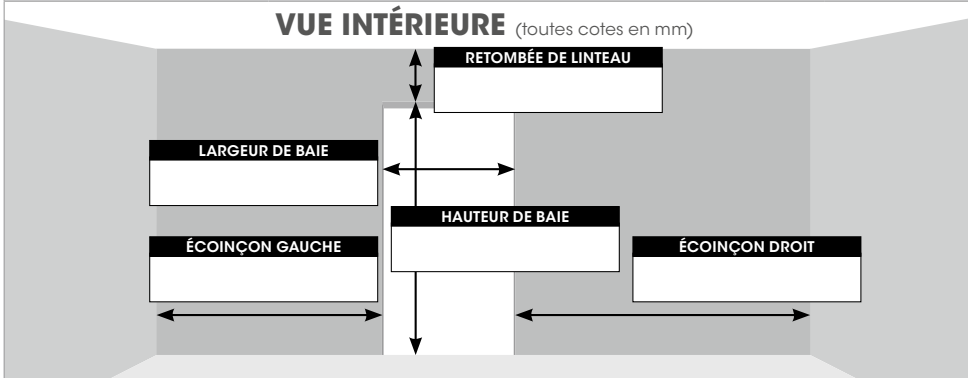 VUE INTÉRIEURE (toutes cotes en mm)
RETOMBÉE DE LINTEAU
LARGEUR DE BAIE
HAUTEUR DE BAIE
ÉCOINÇON GAUCHE
ÉCOINÇON DROIT